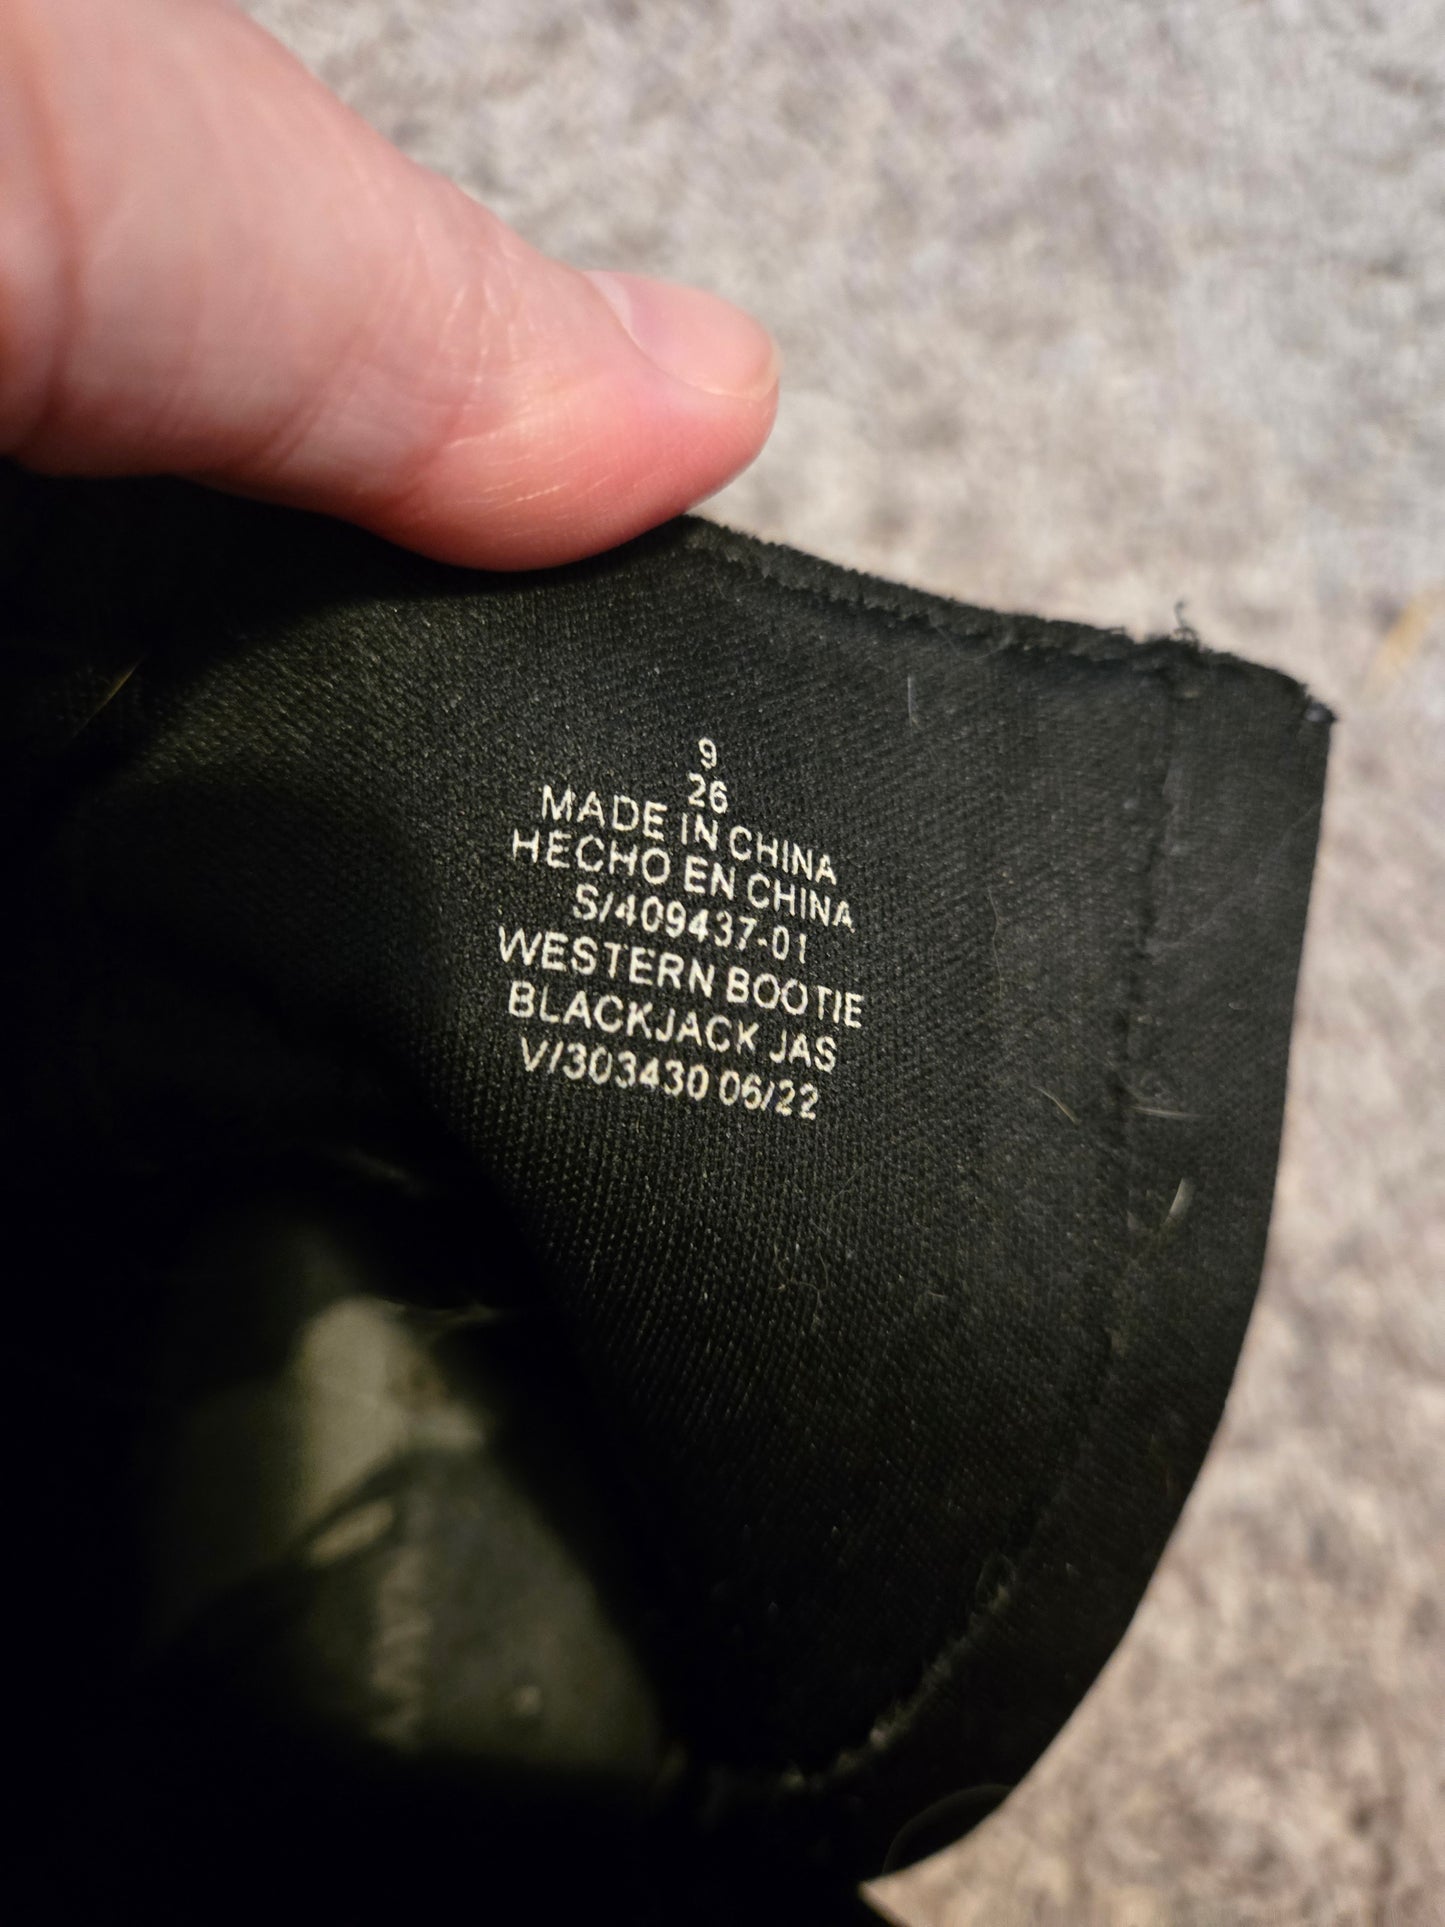 9
26
MADE IN CHINA
HECHO EN CHINA
S/409437-01
WESTERN BOOTIE
BLACKJACK JAS
V/303430 06/22